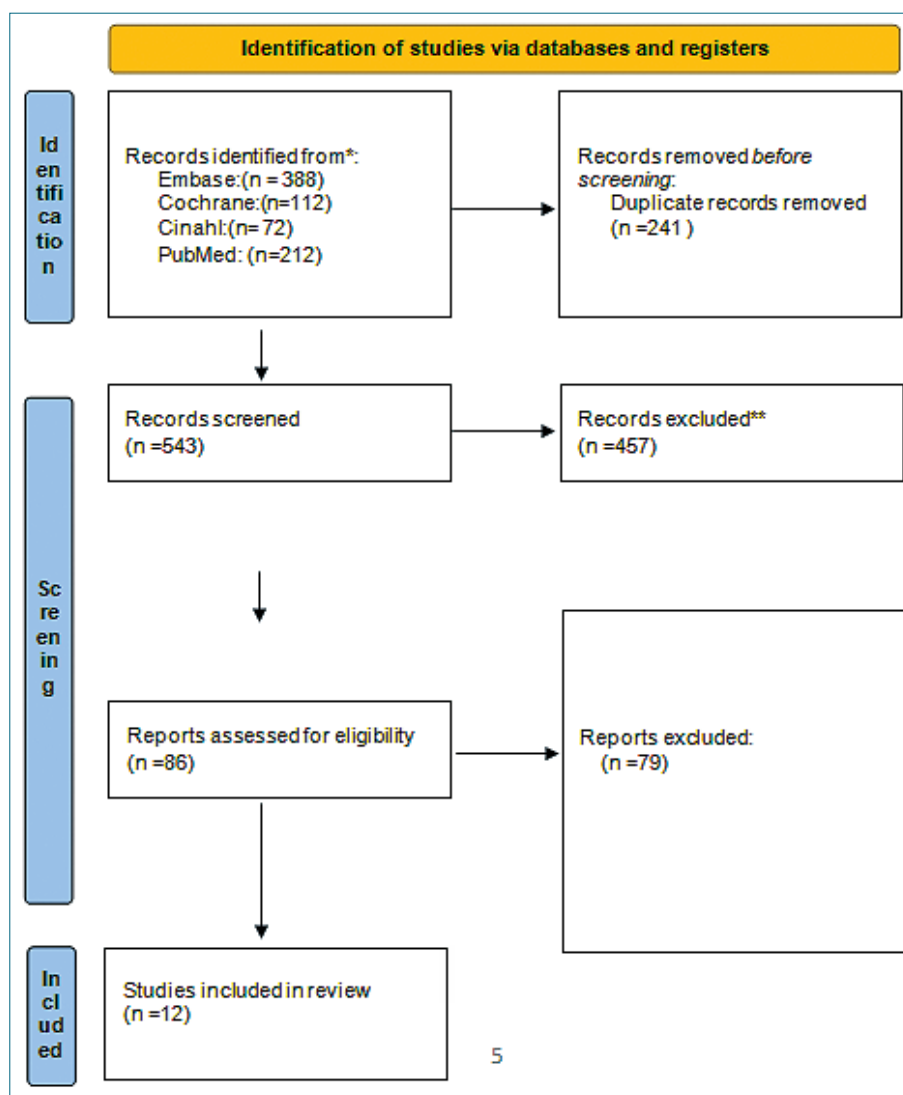 Identification of studies via databases and registers
Id
en
tifi
ca
tio
n
Records identified from*:
Embase:(n = 388)
Cochrane:(n=112)
Cinahl:(n= 72)
PubMed: (n=212)
Records removed before
screening:
Duplicate records removed
(n =241 )
Sc
re
en
in
g
Records screened
(n =543)
Records excluded**
(n =457)
Reports assessed for eligibility
(n =86)
Reports excluded:
(n =79)
In
cl
ud
ed
Studies included in review
(n =12)
5